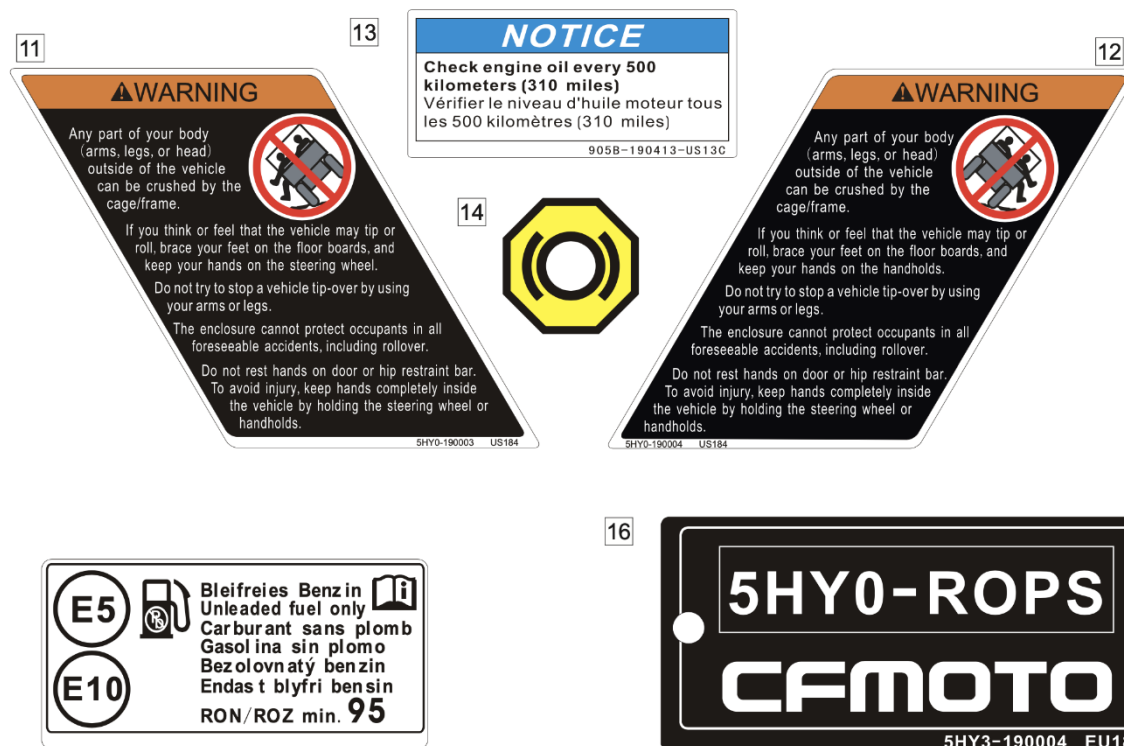 11
WARNING
Any part of your body
(arms, legs, or head)
outside of the vehicle
can be crushed by the
cage/frame.
If you think or feel that the vehicle may tip or
roll, brace your feet on the floor boards, and
keep your hands on the steering wheel.
Do not try to stop a vehicle tip-over by using
your arms or legs.
The enclosure cannot protect occupants in all
foreseeable accidents, including rollover.
Do not rest hands on door or hip restraint bar.
To avoid injury, keep hands completely inside
the vehicle by holding the steering wheel or
handholds.
5HY0-190003 US184
13
NOTICE
Check engine oil every 500
kilometers (310 miles)
Vérifier le niveau d'huile moteur tous
les 500 kilomètres (310 miles)
905B-190413-US13C
14
12
WARNING
Any part of your body
(arms, legs, or head)
outside of the vehicle
can be crushed by the
cage/frame.
If you think or feel that the vehicle may tip or
roll, brace your feet on the floor boards, and
keep your hands on the handholds.
Do not try to stop a vehicle tip-over by using
your arms or legs.
The enclosure cannot protect occupants in all
foreseeable accidents, including rollover.
Do not rest hands on door or hip restraint bar.
To avoid injury, keep hands completely inside
the vehicle by holding the steering wheel or
handholds.
5HY0-190004 US184
E5
E10
Bleifreies Benzin
Unleaded fuel only
Carburant sans plomb
Gasolina sin plomo
Bezolovnatý benzin
Endast blyfri bensin
RON/ROZ min. 95
16
5HY0-ROPS
CFMOTO
5HY3-190004